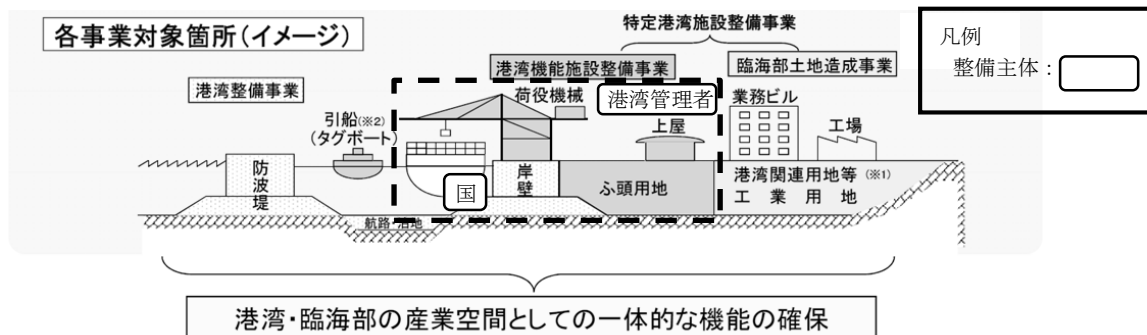 各事業対象箇所(イメージ)
特定港湾施設整備事業
凡例
整備主体:
港湾機能施設整備事業
臨海部土地造成事業
港湾整備事業
荷役機械
港湾管理者
業務ビル
引船(※2)
(タグボート)
上屋
工場
防波堤
国
岸壁
ふ頭用地
港湾関連用地等(※1)
工業用地
航路・泊地
港湾・臨海部の産業空間としての一体的な機能の確保